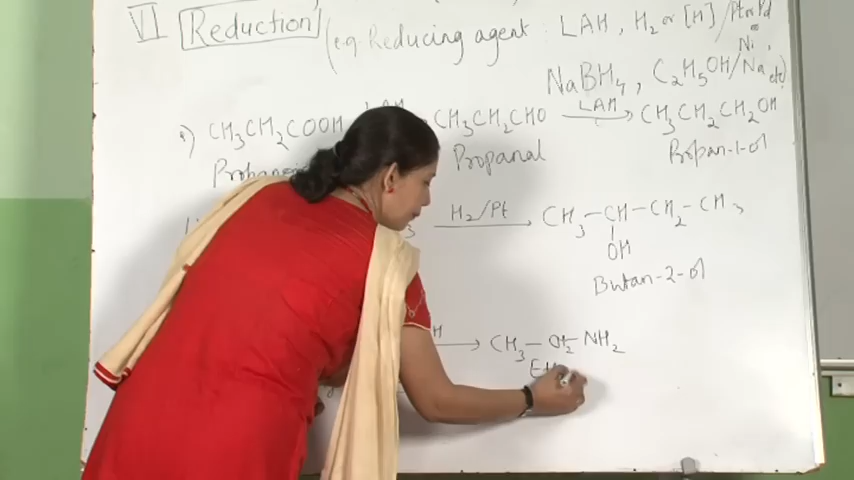 VI Reduction (e.g. Reducing agent : LAH, H2 or [H] / Pt or Pd
Ni
NaBH4, C2H5OH/Na etc)
CH3CH2COOH CH3CH2CHO LAH CH3CH2CH2OH
Propanal Propan-1-ol
H2/Pt CH3-CH-CH2-CH3
OH
Butan-2-ol
CH3-CH2-NH2